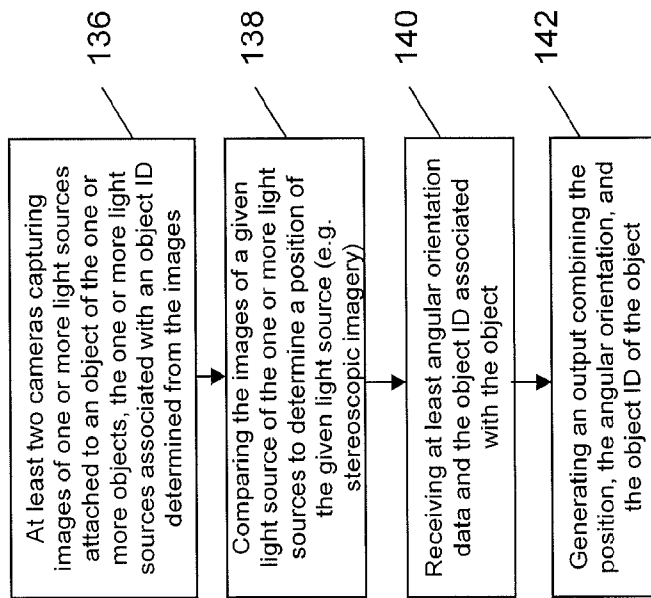 At least two cameras capturing
images of one or more light sources
attached to an object of the one or
more objects, the one or more light
sources associated with an object ID
determined from the images
136
Comparing the images of a given
light source of the one or more light
sources to determine a position of
the given light source (e.g.
stereoscopic imagery)
138
Receiving at least angular orientation
data and the object ID associated
with the object
140
Generating an output combining the
position, the angular orientation, and
the object ID of the object
142